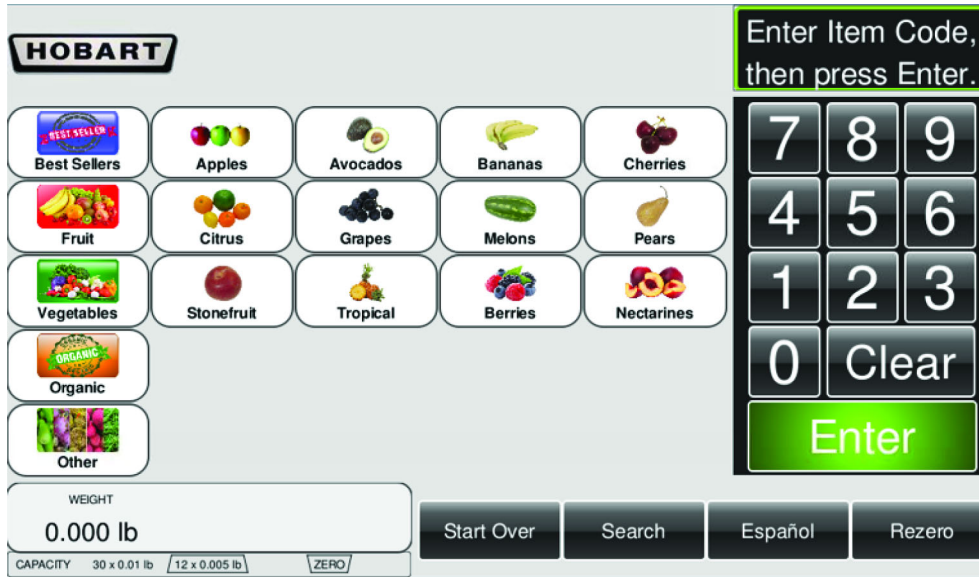 HOBART
Enter Item Code,
then press Enter.
BEST SELLER
Best Sellers
Apples
Avocados
Bananas
Cherries
Fruit
Citrus
Grapes
Melons
Pears
Vegetables
Stonefruit
Tropical
Berries
Nectarines
ORGANIC
Organic
Other
7 8 9
4 5 6
1 2 3
0 Clear
Enter
WEIGHT
0.000 lb
CAPACITY 30 x 0.01 lb 12 x 0.005 lb ZERO
Start Over Search Español Rezero